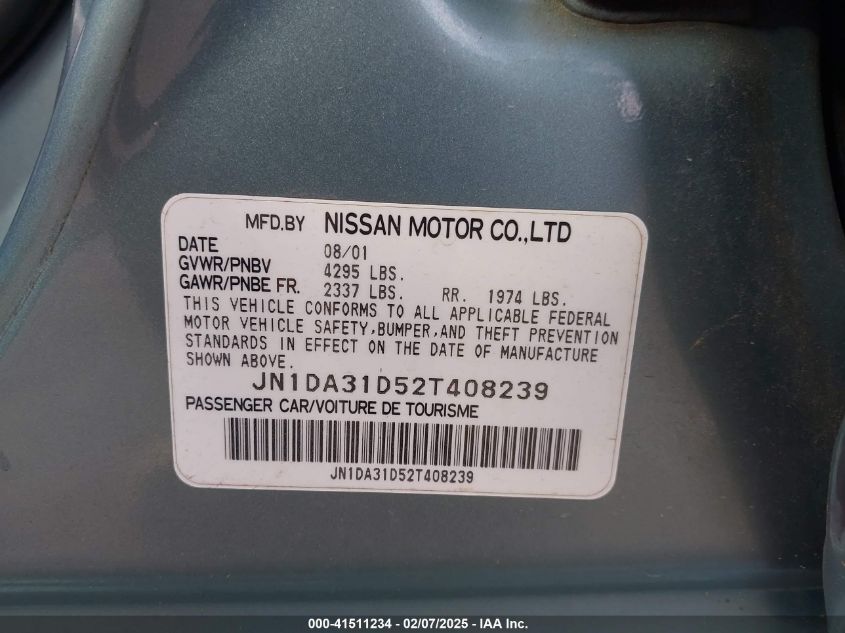 MFD.BY NISSAN MOTOR CO.,LTD
DATE 08/01
GVWR/PNBV 4295 LBS.
GAWR/PNBE FR. 2337 LBS. RR. 1974 LBS.
THIS VEHICLE CONFORMS TO ALL APPLICABLE FEDERAL
MOTOR VEHICLE SAFETY,BUMPER,AND THEFT PREVENTION
STANDARDS IN EFFECT ON THE DATE OF MANUFACTURE
SHOWN ABOVE.
JN1DA31D52T408239
PASSENGER CAR/VOITURE DE TOURISME
JN1DA31D52T408239
000-41511234 - 02/07/2025 - IAA Inc.